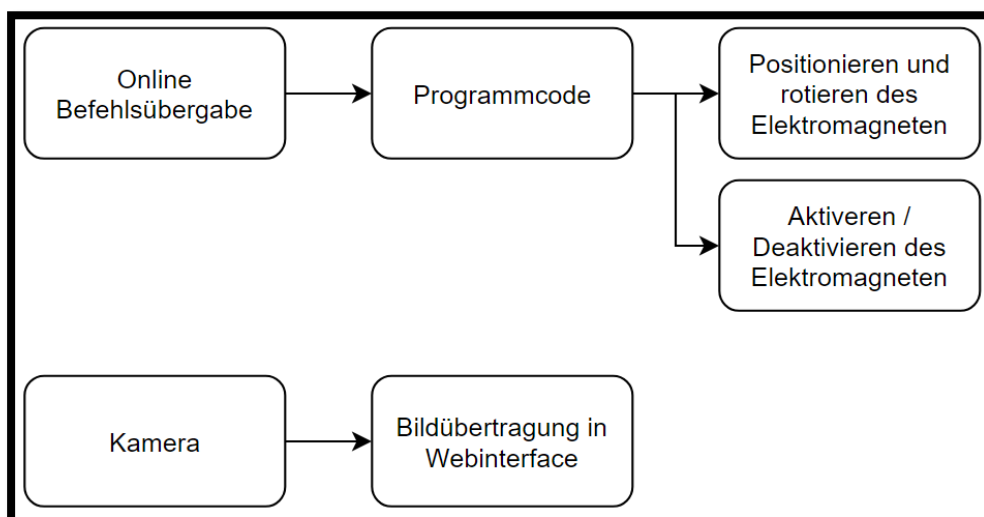 Online
Befehlsübergabe
Programmcode
Positionieren und
rotieren des
Elektromagneten
Aktiveren /
Deaktivieren des
Elektromagneten
Kamera
Bildübertragung in
Webinterface